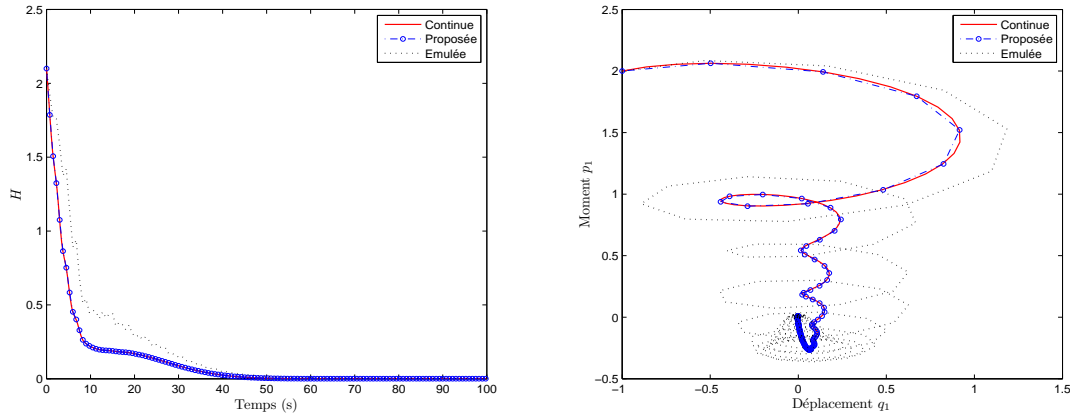 2.5
2
1.5
1
0.5
0
0 10 20 30 40 50 60 70 80 90 100
H
Temps (s)
Continue
Proposée
Emulée
2.5
2
1.5
1
0.5
0
−0.5
−1 −0.5 0 0.5 1 1.5
Moment p₁
Déplacement q₁
Continue
Proposée
Emulée